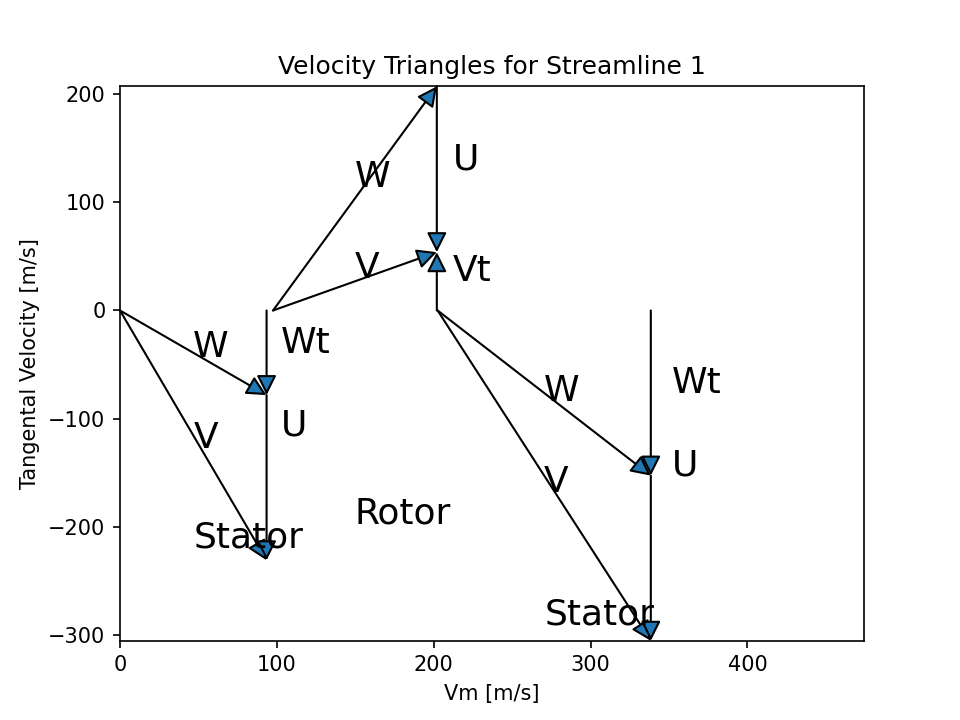 Velocity Triangles for Streamline 1
200
100
0
−100
−200
−300
Tangental Velocity [m/s]
W
U
V
Vt
W
Wt
V
U
Stator
Rotor
W
Wt
V
U
Stator
0
100
200
300
400
Vm [m/s]